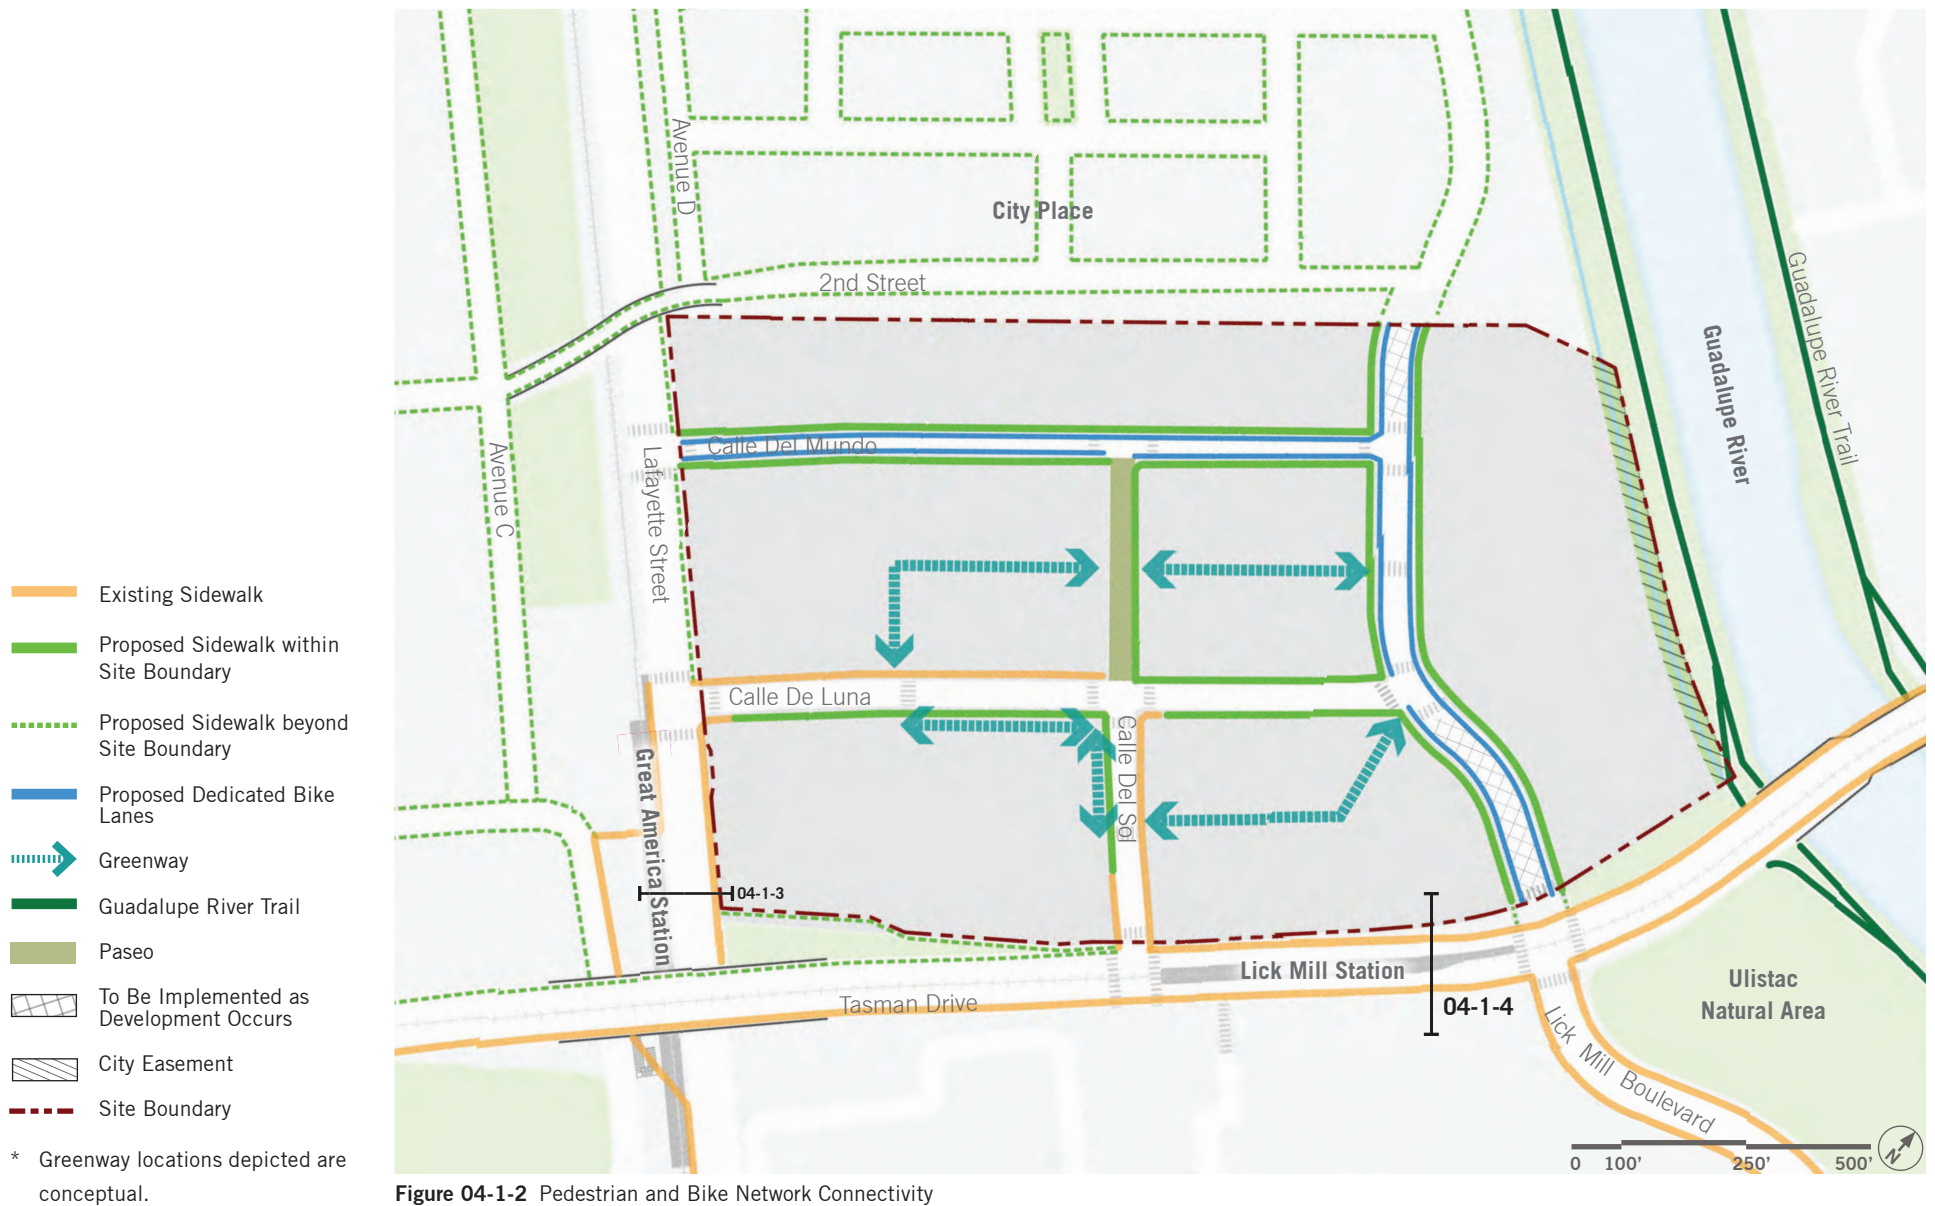 Avenue D
City Place
2nd Street
Guadalupe River Trail
Guadalupe River
Calle Del Mundo
Avenue C
Lafayette Street
Existing Sidewalk
Proposed Sidewalk within
Site Boundary
Proposed Sidewalk beyond
Site Boundary
Proposed Dedicated Bike
Lanes
Greenway
Guadalupe River Trail
Paseo
To Be Implemented as
Development Occurs
City Easement
Site Boundary
* Greenway locations depicted are
conceptual.
Calle De Luna
Calle Del Sol
Great America Station
04-1-3
Lick Mill Station
04-1-4
Tasman Drive
Ulistac
Natural Area
Lick Mill Boulevard
0 100' 250' 500'
N
Figure 04-1-2 Pedestrian and Bike Network Connectivity